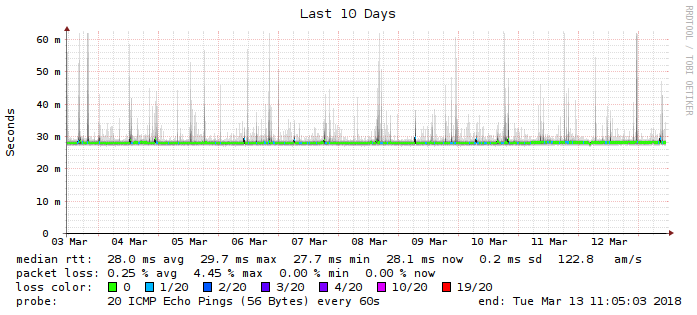 Last 10 Days
RRDTOOL / TOBI OETIKER
Seconds
60 m
50 m
40 m
30 m
20 m
10 m
0
03 Mar 04 Mar 05 Mar 06 Mar 07 Mar 08 Mar 09 Mar 10 Mar 11 Mar 12 Mar
median rtt: 28.0 ms avg 29.7 ms max 27.7 ms min 28.1 ms now 0.2 ms sd 122.8 am/s
packet loss: 0.25 % avg 4.45 % max 0.00 % min 0.00 % now
loss color: 0 1/20 2/20 3/20 4/20 10/20 19/20
probe: 20 ICMP Echo Pings (56 Bytes) every 60s end: Tue Mar 13 11:05:03 2018